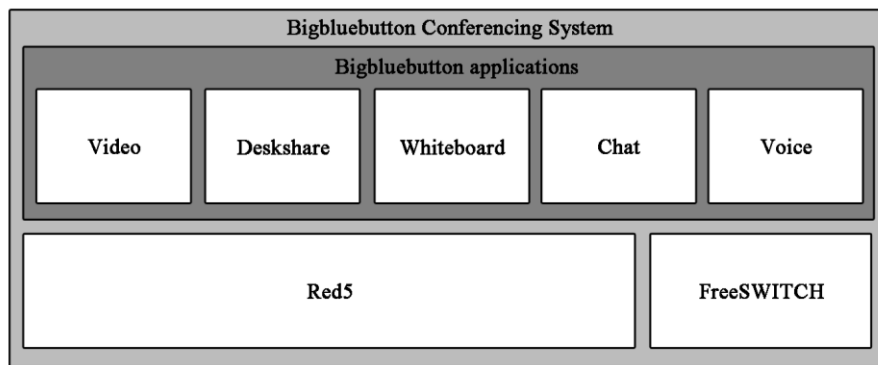 Bigbluebutton Conferencing System
Bigbluebutton applications
Video
Deskshare
Whiteboard
Chat
Voice
Red5
FreeSWITCH